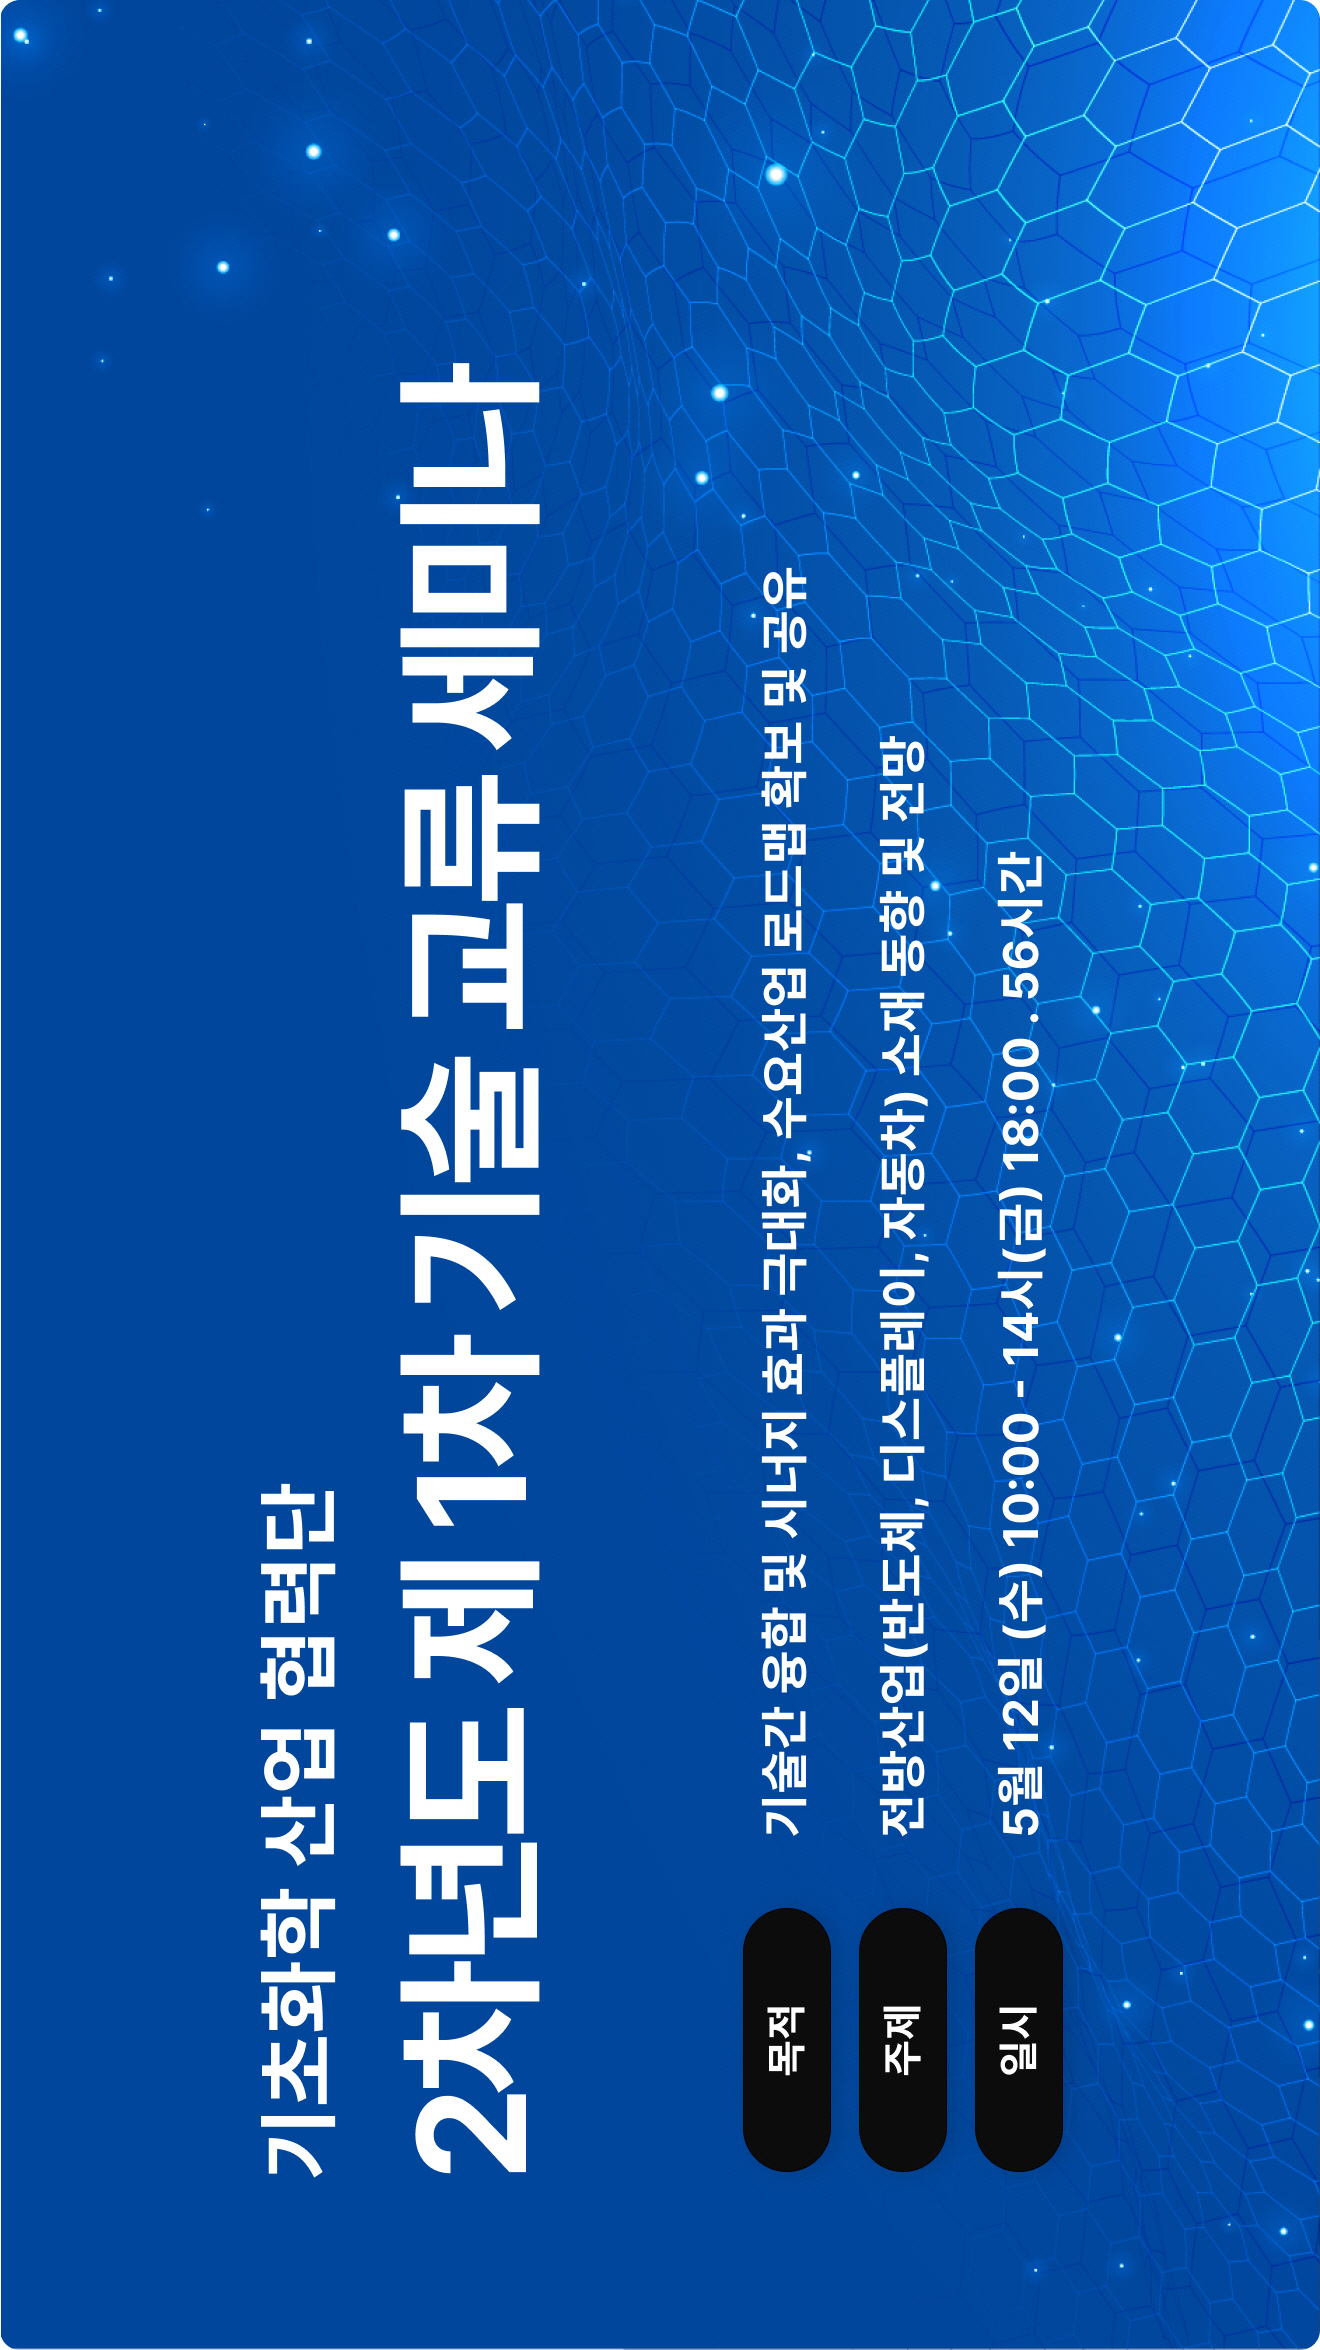 기초화학 산업 협력단
2차년도 제 1차 기술 교류 세미나
목적 기술간 융합 및 시너지 효과 극대화, 수요산업 로드맵 확보 및 공유
주제 전방산업(반도체, 디스플레이, 자동차) 소재 동향 및 전망
일시 5월 12일 (수) 10:00 - 14시(금) 18:00 . 56시간